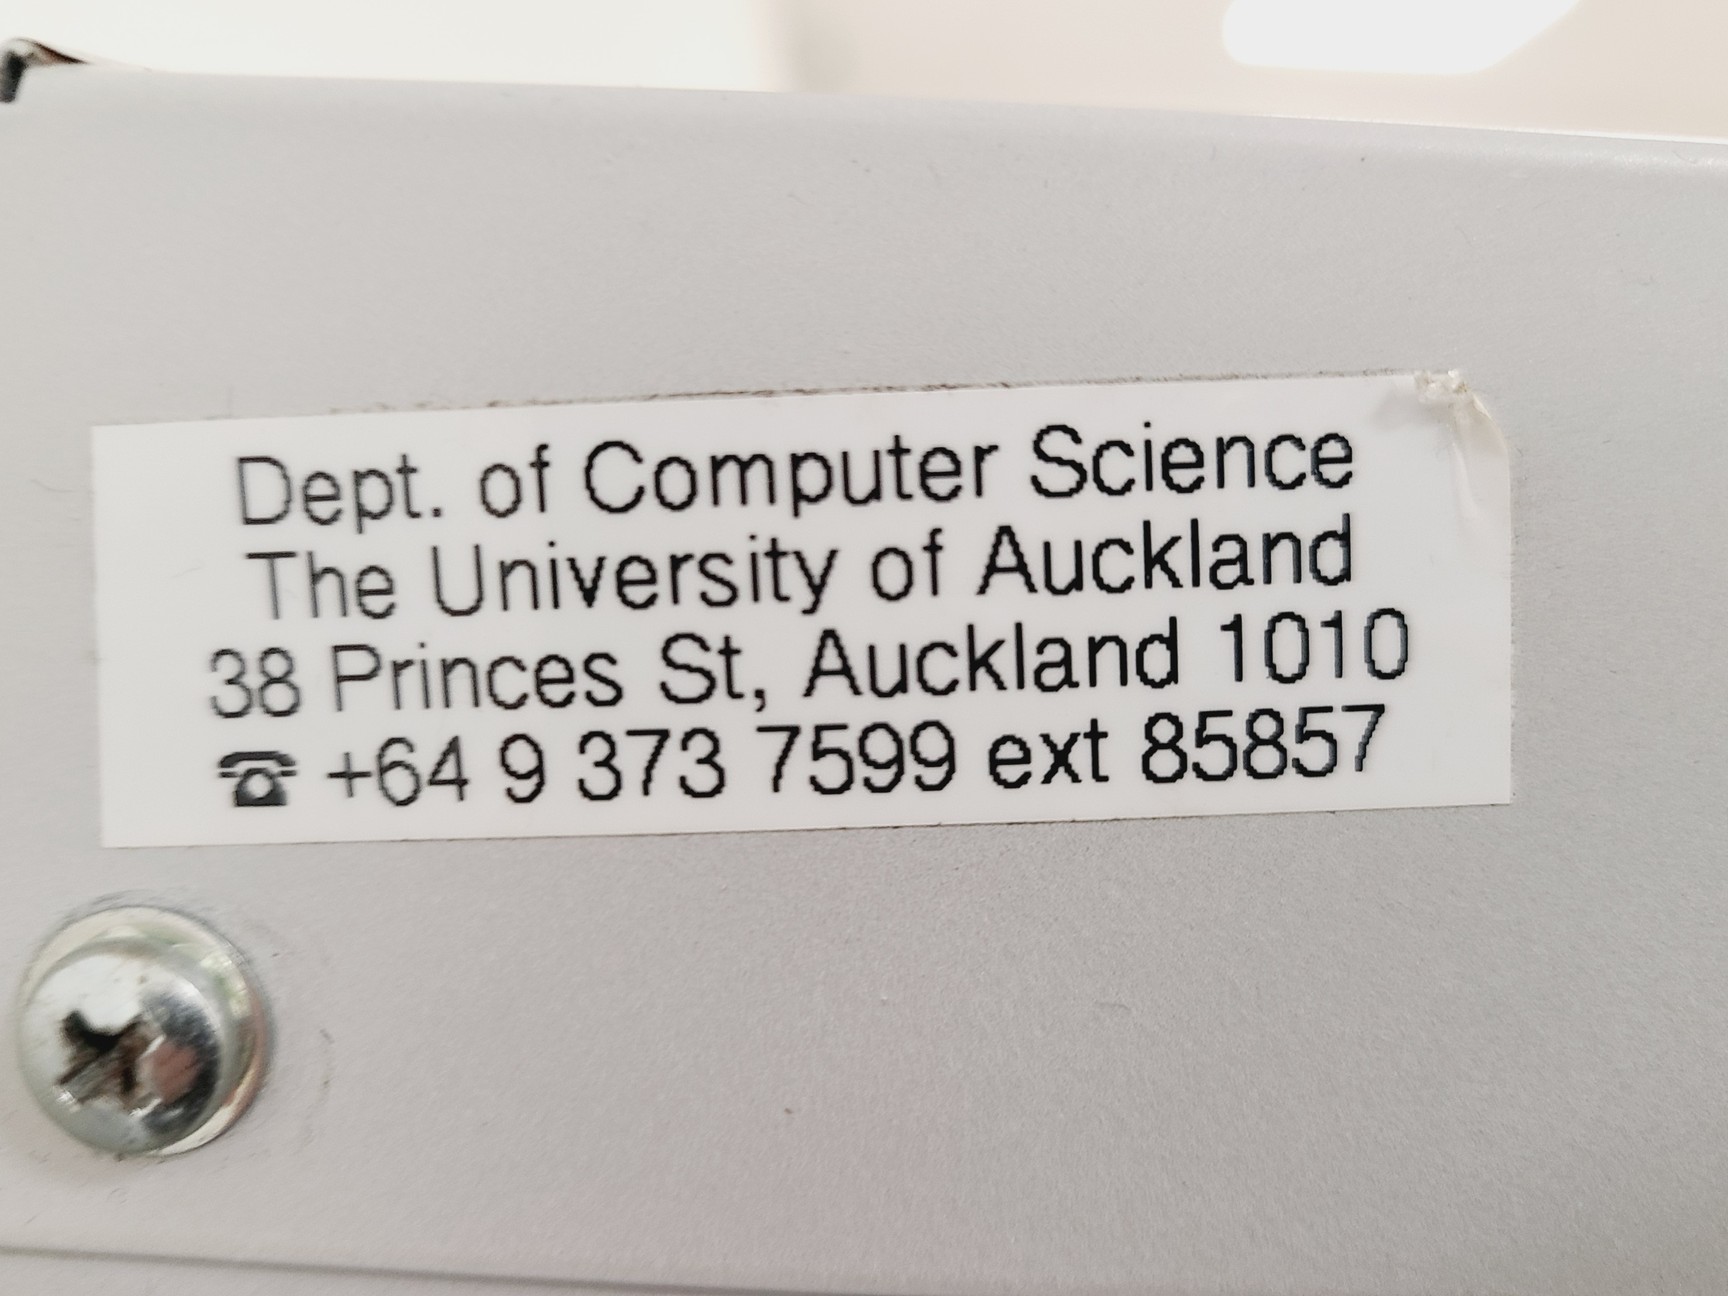 Dept. of Computer Science
The University of Auckland
38 Princes St, Auckland 1010
☎ +64 9 373 7599 ext 85857